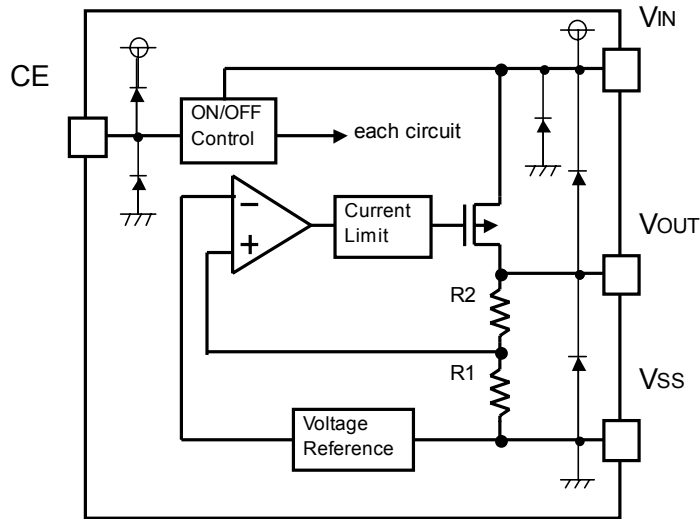 VIN
CE
ON/OFF
Control
each circuit
−
+
Current
Limit
VOUT
R2
R1
VSS
Voltage
Reference